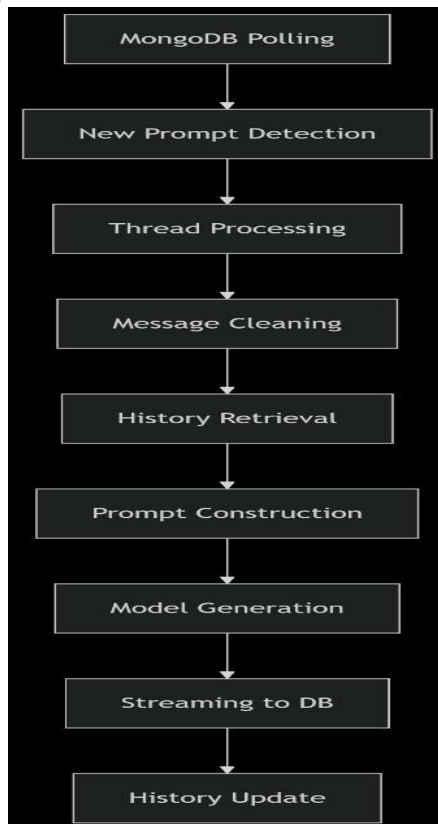 MongoDB Polling
New Prompt Detection
Thread Processing
Message Cleaning
History Retrieval
Prompt Construction
Model Generation
Streaming to DB
History Update